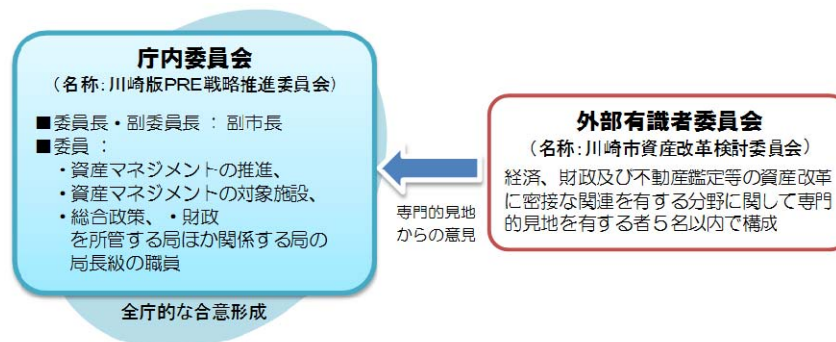 庁内委員会
（名称：川崎版PRE戦略推進委員会）
■委員長・副委員長 ： 副市長
■委員 ：
・資産マネジメントの推進、
・資産マネジメントの対象施設、
・総合政策、・財政
を所管する局ほか関係する局の
局長級の職員
全庁的な合意形成
専門的見地
からの意見
外部有識者委員会
（名称：川崎市資産改革検討委員会）
経済、財政及び不動産鑑定等の資産改革
に密接な関連を有する分野に関して専門
的見地を有する者５名以内で構成